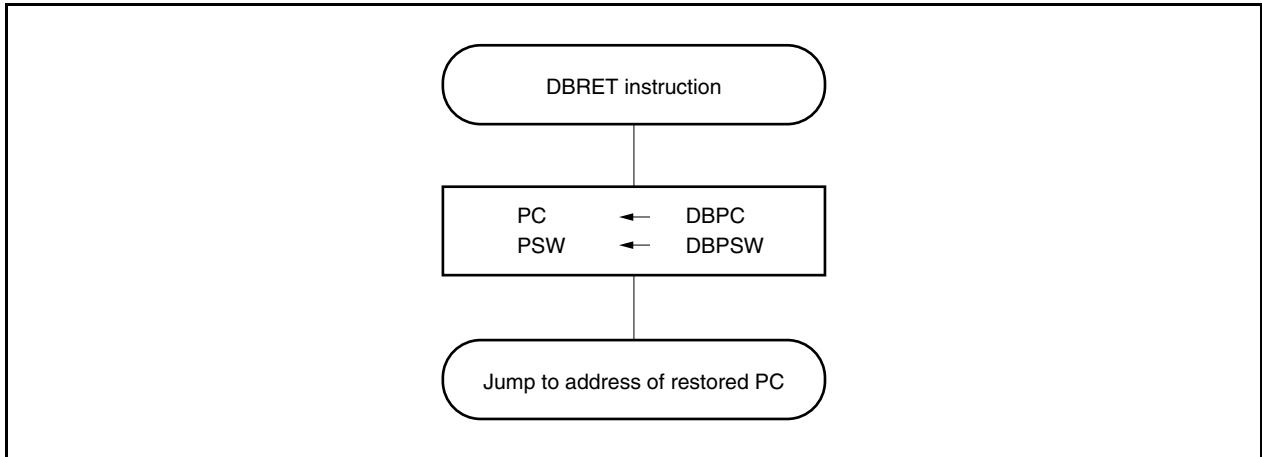 DBRET instruction
PC ← DBPC
PSW ← DBPSW
Jump to address of restored PC